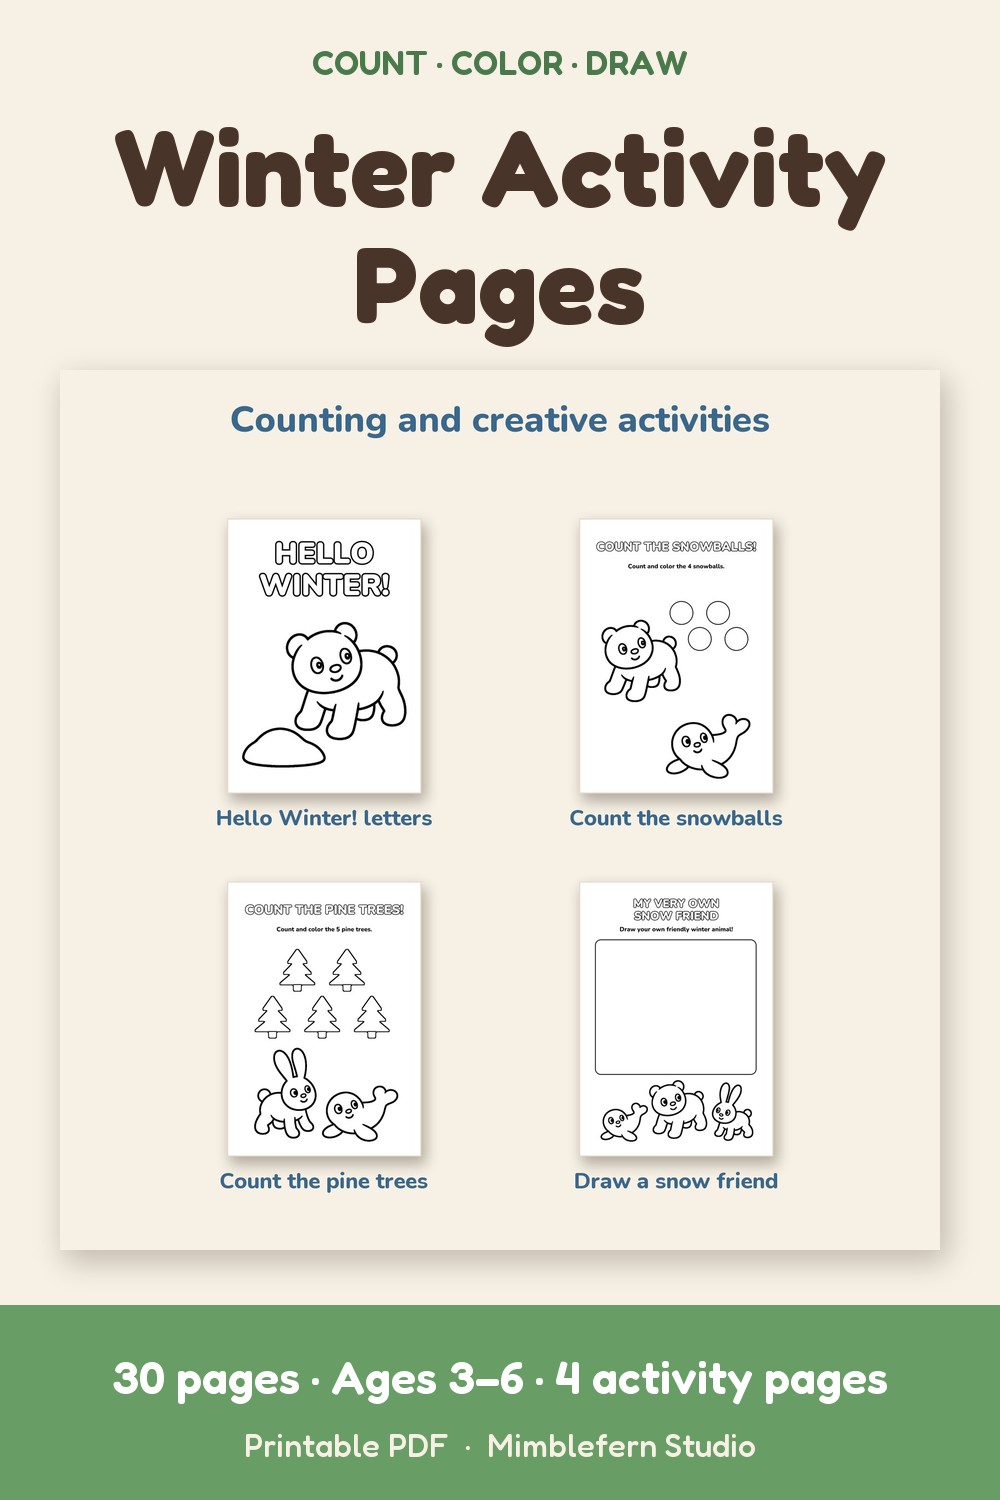 COUNT · COLOR · DRAW
Winter Activity
Pages
Counting and creative activities
HELLO
WINTER!
Hello Winter! letters
COUNT THE SNOWBALLS!
Count and color the 4 snowballs.
Count the snowballs
COUNT THE PINE TREES!
Count and color the 5 pine trees.
Count the pine trees
MY VERY OWN
SNOW FRIEND
Draw your own friendly winter animal!
Draw a snow friend
30 pages · Ages 3–6 · 4 activity pages
Printable PDF · Mimblefern Studio